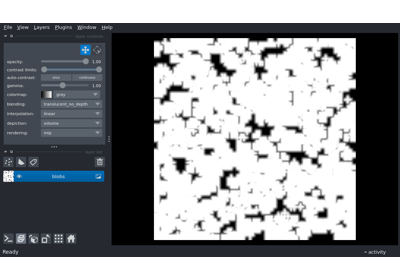 File View Layers Plugins Window Help
opacity: 1.00
contrast limits:
auto-contrast: once continuous
gamma: 1.00
colormap: gray
blending: translucent_no_depth
interpolation: linear
depiction: volume
rendering: mip
blobs
Ready
activity